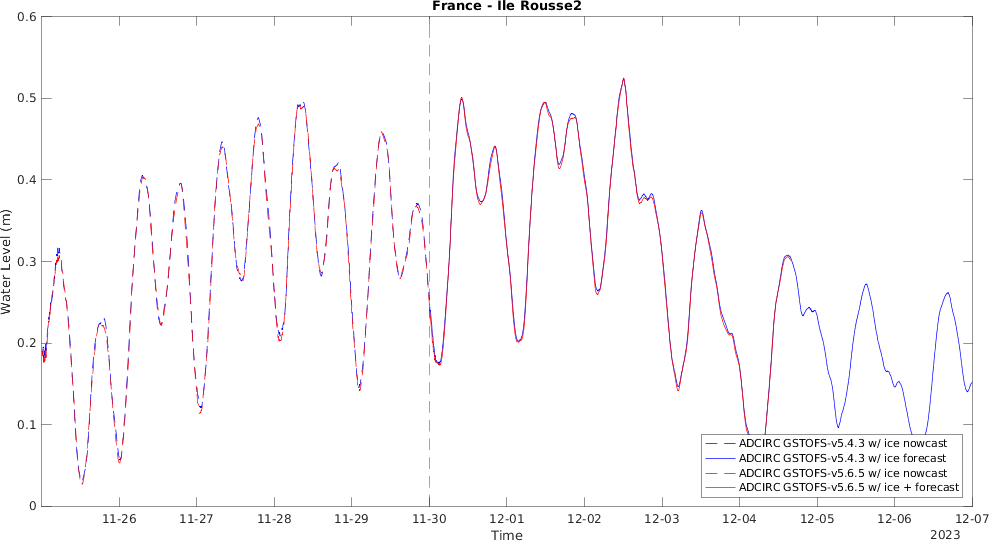 France - Ile Rousse2
0.6
0.5
0.4
0.3
0.2
0.1
0
Water Level (m)
11-26 11-27 11-28 11-29 11-30 12-01 12-02 12-03 12-04 12-05 12-06 12-07
2023
Time
ADCIRC GSTOFS-v5.4.3 w/ ice nowcast
ADCIRC GSTOFS-v5.4.3 w/ ice forecast
ADCIRC GSTOFS-v5.6.5 w/ ice nowcast
ADCIRC GSTOFS-v5.6.5 w/ ice + forecast